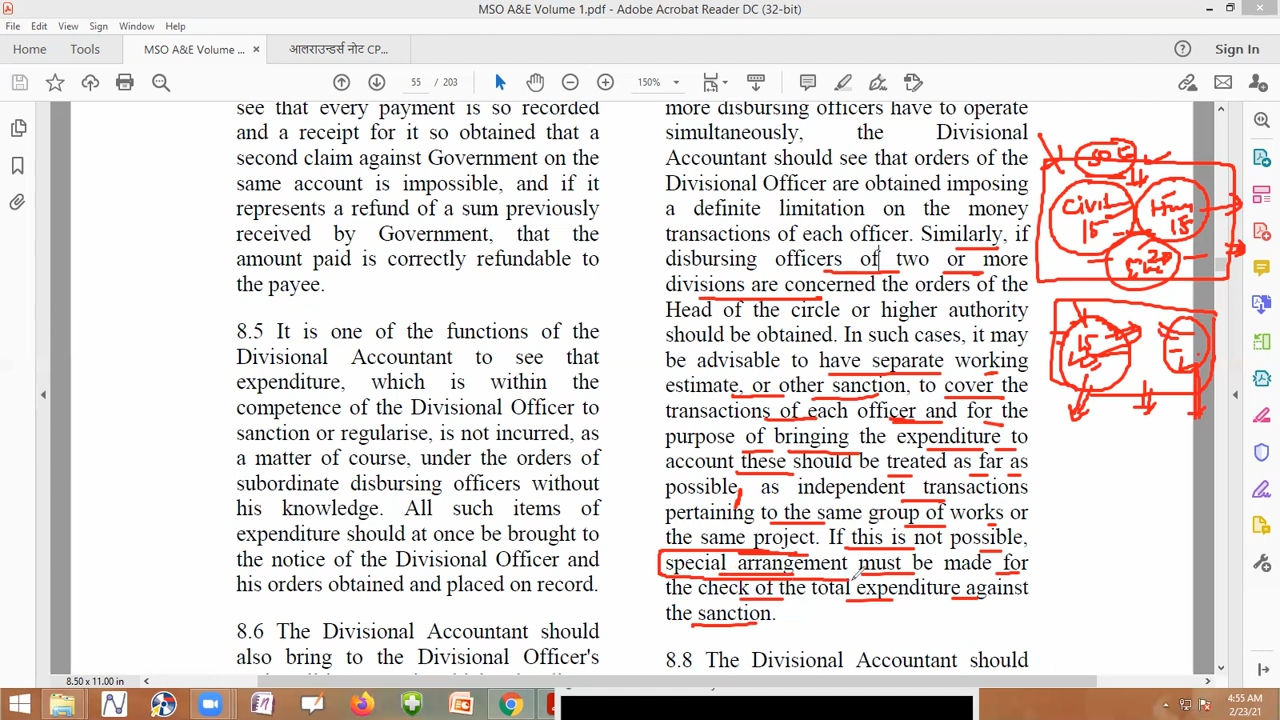 MSO A&E Volume 1.pdf - Adobe Acrobat Reader DC (32-bit)
File Edit View Sign Window Help
Home Tools MSO A&E Volume ... × आलराउन्डर्स नोट CP... Sign In
55 / 203 150%
see that every payment is so recorded
and a receipt for it so obtained that a
second claim against Government on the
same account is impossible, and if it
represents a refund of a sum previously
received by Government, that the
amount paid is correctly refundable to
the payee.
8.5 It is one of the functions of the
Divisional Accountant to see that
expenditure, which is within the
competence of the Divisional Officer to
sanction or regularise, is not incurred, as
a matter of course, under the orders of
subordinate disbursing officers without
his knowledge. All such items of
expenditure should at once be brought to
the notice of the Divisional Officer and
his orders obtained and placed on record.
8.6 The Divisional Accountant should
also bring to the Divisional Officer's
more disbursing officers have to operate
simultaneously, the Divisional
Accountant should see that orders of the
Divisional Officer are obtained imposing
a definite limitation on the money
transactions of each officer. Similarly, if
disbursing officers of two or more
divisions are concerned the orders of the
Head of the circle or higher authority
should be obtained. In such cases, it may
be advisable to have separate working
estimate, or other sanction, to cover the
transactions of each officer and for the
purpose of bringing the expenditure to
account these should be treated as far as
possible, as independent transactions
pertaining to the same group of works or
the same project. If this is not possible,
special arrangement must be made for
the check of the total expenditure against
the sanction.
8.8 The Divisional Accountant should
Civil
15
15
20
15
8.50 x 11.00 in
4:55 AM
2/23/21